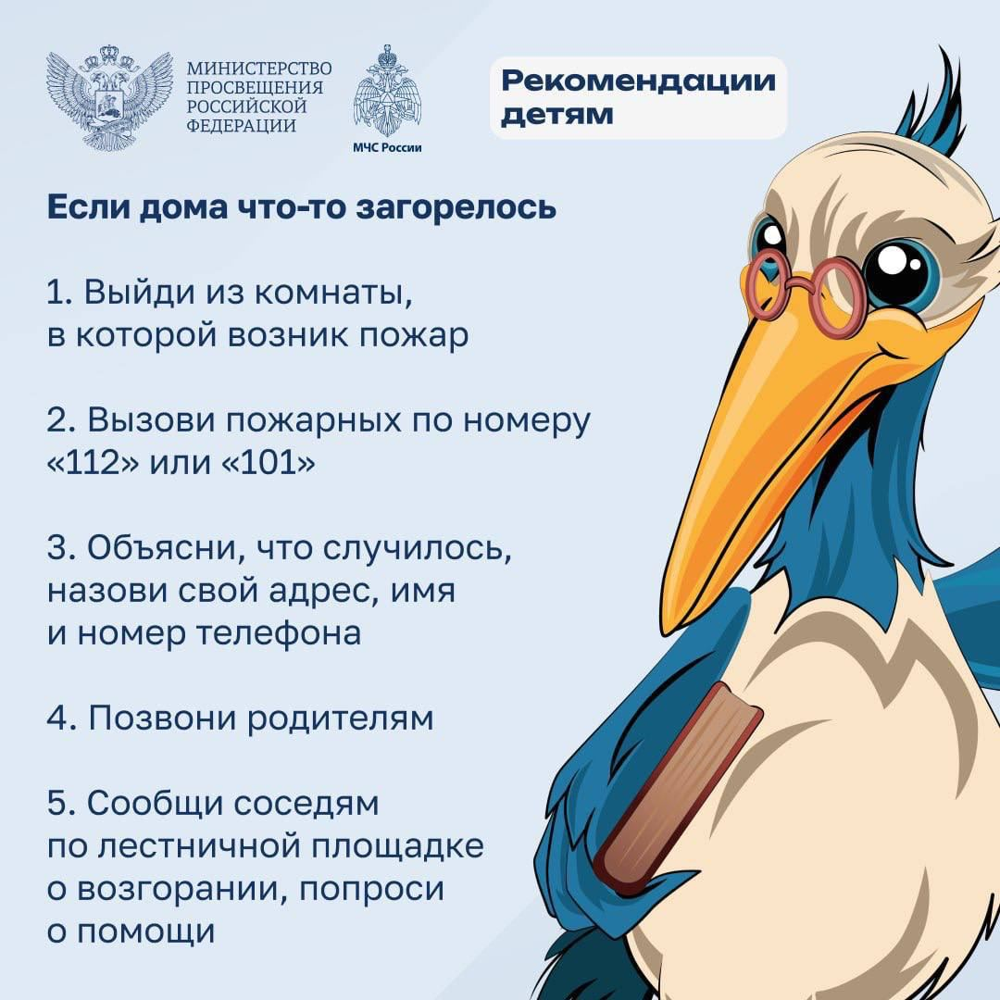 МИНИСТЕРСТВО
ПРОСВЕЩЕНИЯ
РОССИЙСКОЙ
ФЕДЕРАЦИИ
МЧС России
Рекомендации
детям
Если дома что-то загорелось
1. Выйди из комнаты,
в которой возник пожар
2. Вызови пожарных по номеру
«112» или «101»
3. Объясни, что случилось,
назови свой адрес, имя
и номер телефона
4. Позвони родителям
5. Сообщи соседям
по лестничной площадке
о возгорании, попроси
о помощи